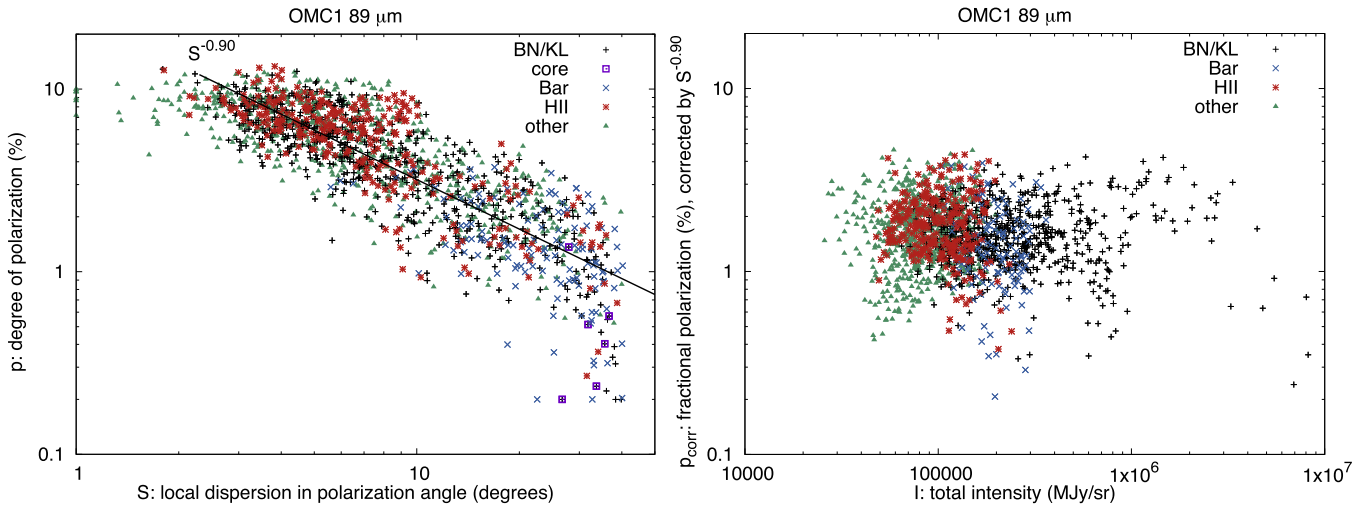 OMC1 89 μm
S-0.90
BN/KL
core
Bar
HII
other
10
1
0.1
1
10
p: degree of polarization (%)
S: local dispersion in polarization angle (degrees)
OMC1 89 μm
BN/KL
Bar
HII
other
10
1
0.1
10000
100000
1x10^6
1x10^7
pcorr: fractional polarization (%), corrected by S-0.90
I: total intensity (MJy/sr)